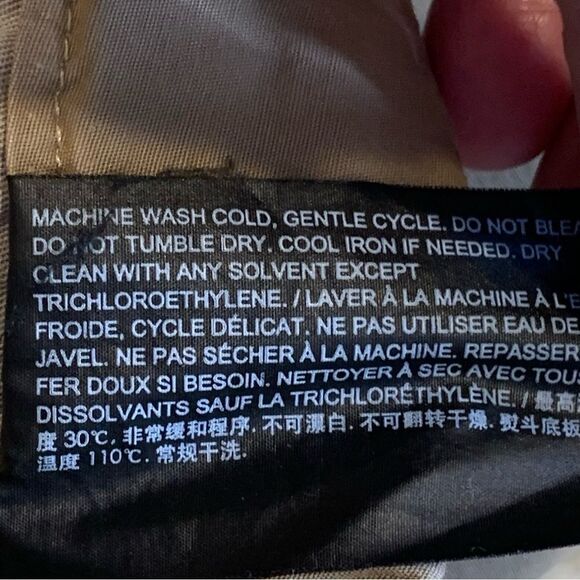 MACHINE WASH COLD, GENTLE CYCLE. DO NOT BLEA
DO NOT TUMBLE DRY. COOL IRON IF NEEDED. DRY
CLEAN WITH ANY SOLVENT EXCEPT
TRICHLOROETHYLENE. / LAVER À LA MACHINE À L'E
FROIDE, CYCLE DÉLICAT. NE PAS UTILISER EAU DE
JAVEL. NE PAS SÉCHER À LA MACHINE. REPASSER
FER DOUX SI BESOIN. NETTOYER À SEC AVEC TOUS
DISSOLVANTS SAUF LA TRICHLORÉTHYLÈNE. / 最高
度 30℃. 非常缓和程序. 不可漂白. 不可翻转干燥. 熨斗底板
温度 110℃. 常规干洗.